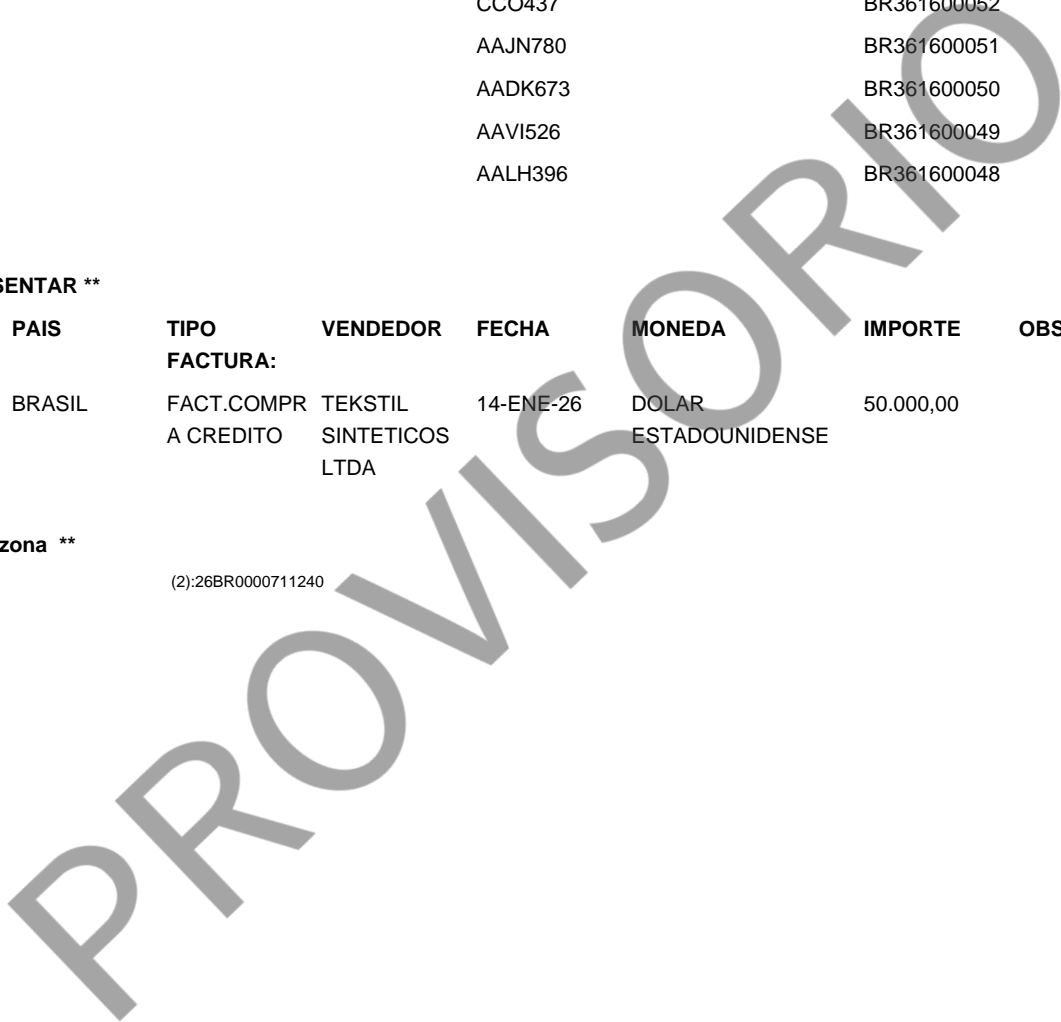 CCO437 BR361600052
AAJN780 BR361600051
AADK673 BR361600050
AAVI526 BR361600049
AALH396 BR361600048
SENTAR **
PAIS TIPO VENDEDOR FECHA MONEDA IMPORTE OBS
FACTURA:
BRASIL FACT.COMPR TEKSTIL 14-ENE-26 DOLAR 50.000,00
A CREDITO SINTETICOS ESTADOUNIDENSE
LTDA
zona **
(2):26BR0000711240
PROVISORIO